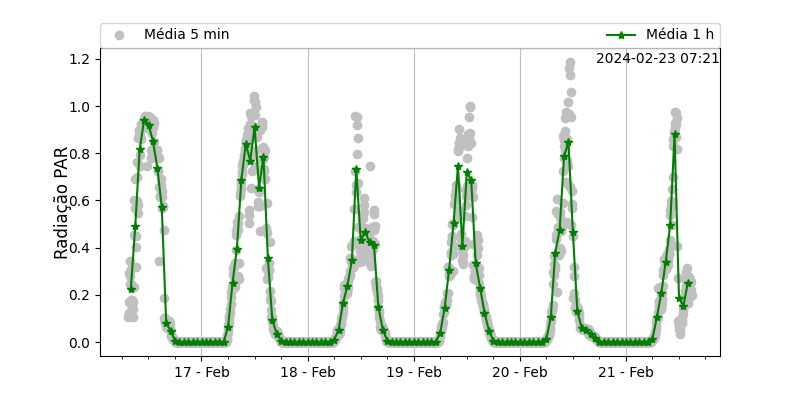 Média 5 min
Média 1 h
2024-02-23 07:21
Radiação PAR
1.2
1.0
0.8
0.6
0.4
0.2
0.0
17 - Feb
18 - Feb
19 - Feb
20 - Feb
21 - Feb